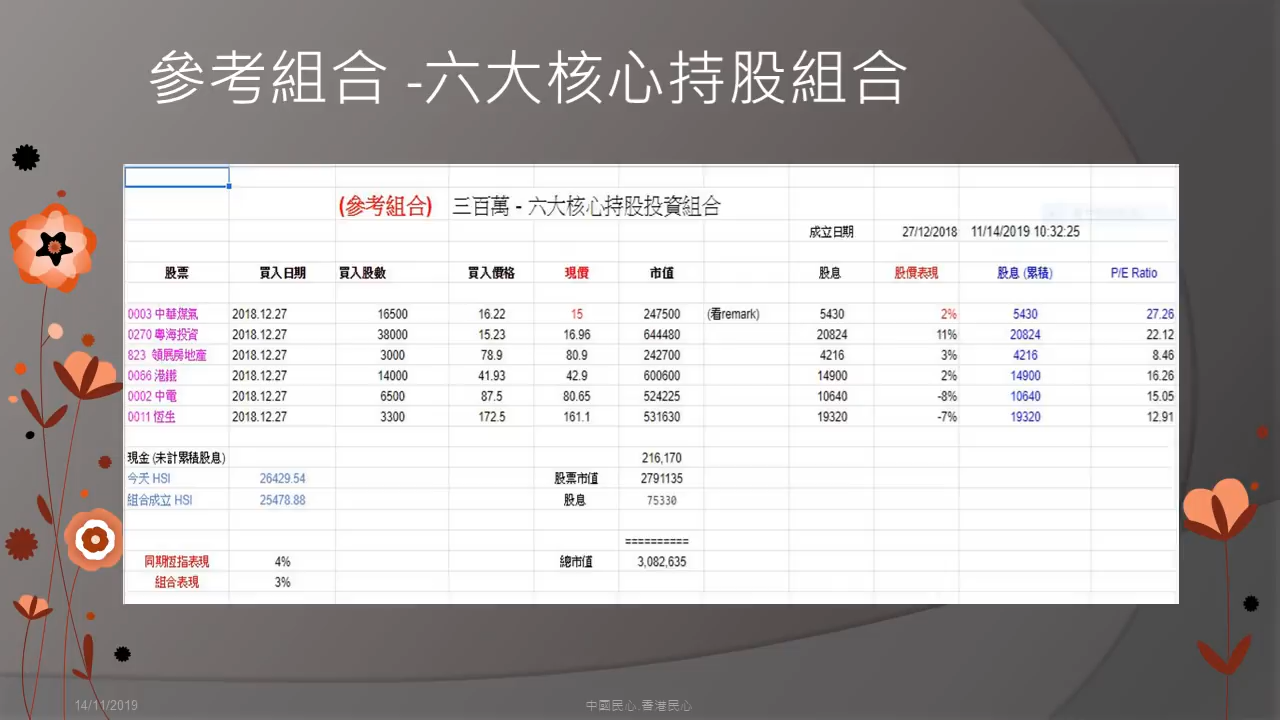 參考組合 -六大核心持股組合
(參考組合) 三百萬 - 六大核心持股投資組合
成立日期 27/12/2018 11/14/2019 10:32:25
股票 買入日期 買入股數 買入價格 現價 市值 股息 股價表現 股息 (累積) P/E Ratio
0003 中華煤氣 2018.12.27 16500 16.22 15 247500 (看remark) 5430 2% 5430 27.26
0270 粵海投資 2018.12.27 38000 15.23 16.96 644480 20824 11% 20824 22.12
823 領展房地產 2018.12.27 3000 78.9 80.9 242700 4216 3% 4216 8.46
0066 港鐵 2018.12.27 14000 41.93 42.9 600600 14900 2% 14900 16.26
0002 中電 2018.12.27 6500 87.5 80.65 524225 10640 -8% 10640 15.05
0011 恆生 2018.12.27 3300 172.5 161.1 531630 19320 -7% 19320 12.91
現金 (未計累積股息) 216,170
今天 HSI 26429.54 股票市值 2791135
組合成立 HSI 25478.88 股息 75330
==========
同期恆指表現 4% 總市值 3,082,635
組合表現 3%
14/11/2019 中國民心.香港民心